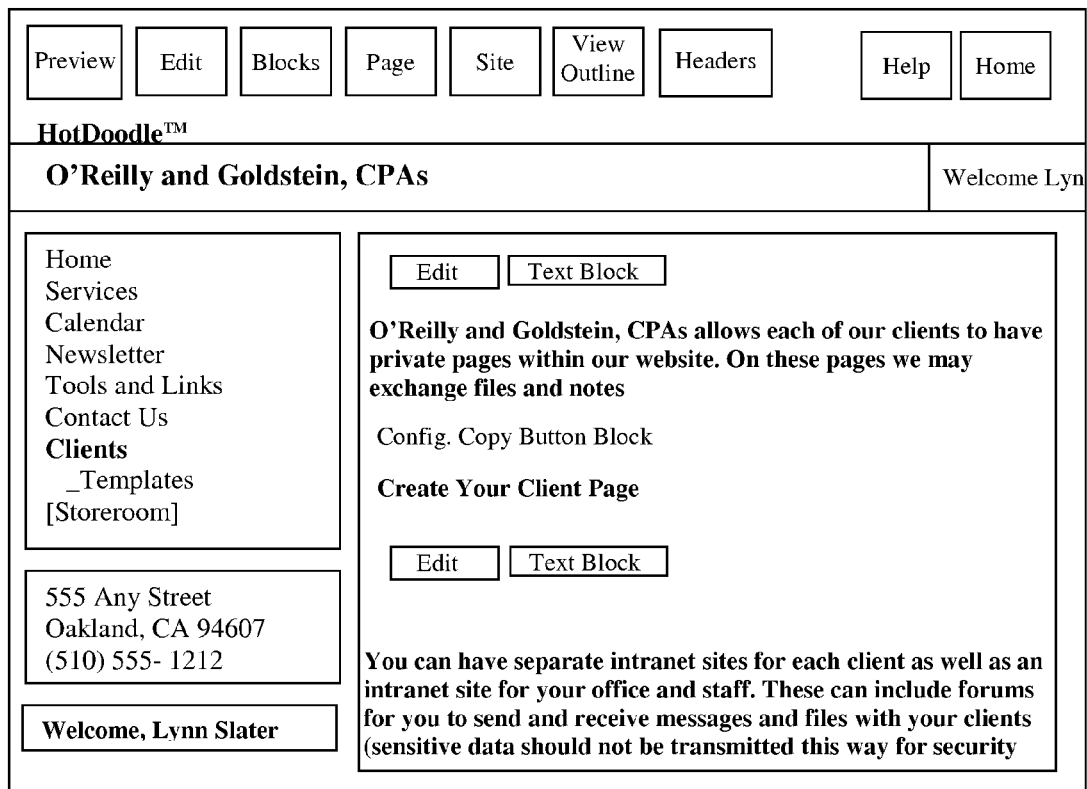 Preview Edit Blocks Page Site View Outline Headers Help Home
HotDoodle™
O'Reilly and Goldstein, CPAs Welcome Lyn
Home
Services
Calendar
Newsletter
Tools and Links
Contact Us
Clients
_Templates
[Storeroom]
555 Any Street
Oakland, CA 94607
(510) 555- 1212
Welcome, Lynn Slater
Edit Text Block
O'Reilly and Goldstein, CPAs allows each of our clients to have
private pages within our website. On these pages we may
exchange files and notes
Config. Copy Button Block
Create Your Client Page
Edit Text Block
You can have separate intranet sites for each client as well as an
intranet site for your office and staff. These can include forums
for you to send and receive messages and files with your clients
(sensitive data should not be transmitted this way for security